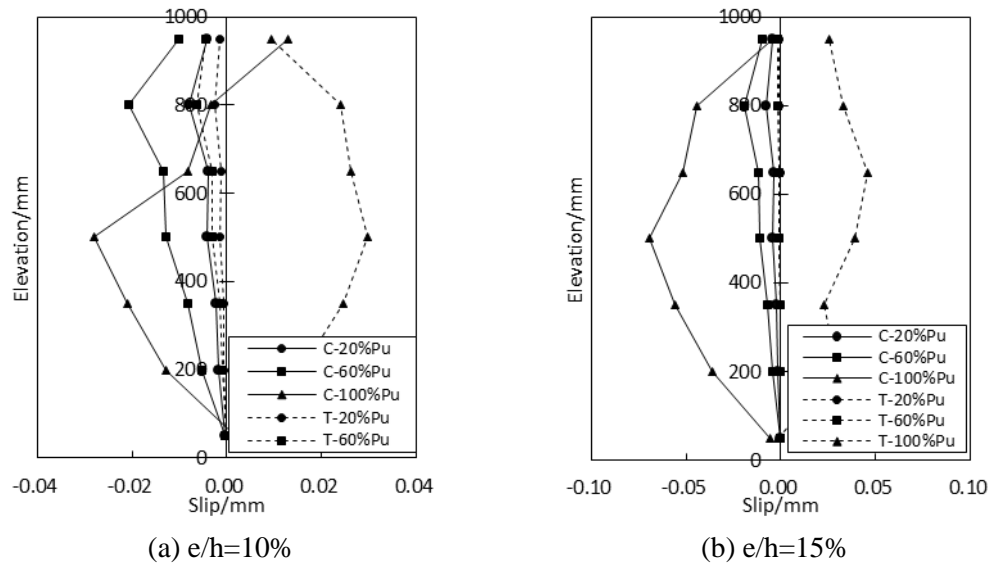 1000
800
600
400
200
0
Elevation/mm
C-20%Pu
C-60%Pu
C-100%Pu
T-20%Pu
T-60%Pu
-0.04 -0.02 0.00 0.02 0.04
Slip/mm
(a) e/h=10%
1000
800
600
400
200
0
Elevation/mm
C-20%Pu
C-60%Pu
C-100%Pu
T-20%Pu
T-60%Pu
T-100%Pu
-0.10 -0.05 0.00 0.05 0.10
Slip/mm
(b) e/h=15%